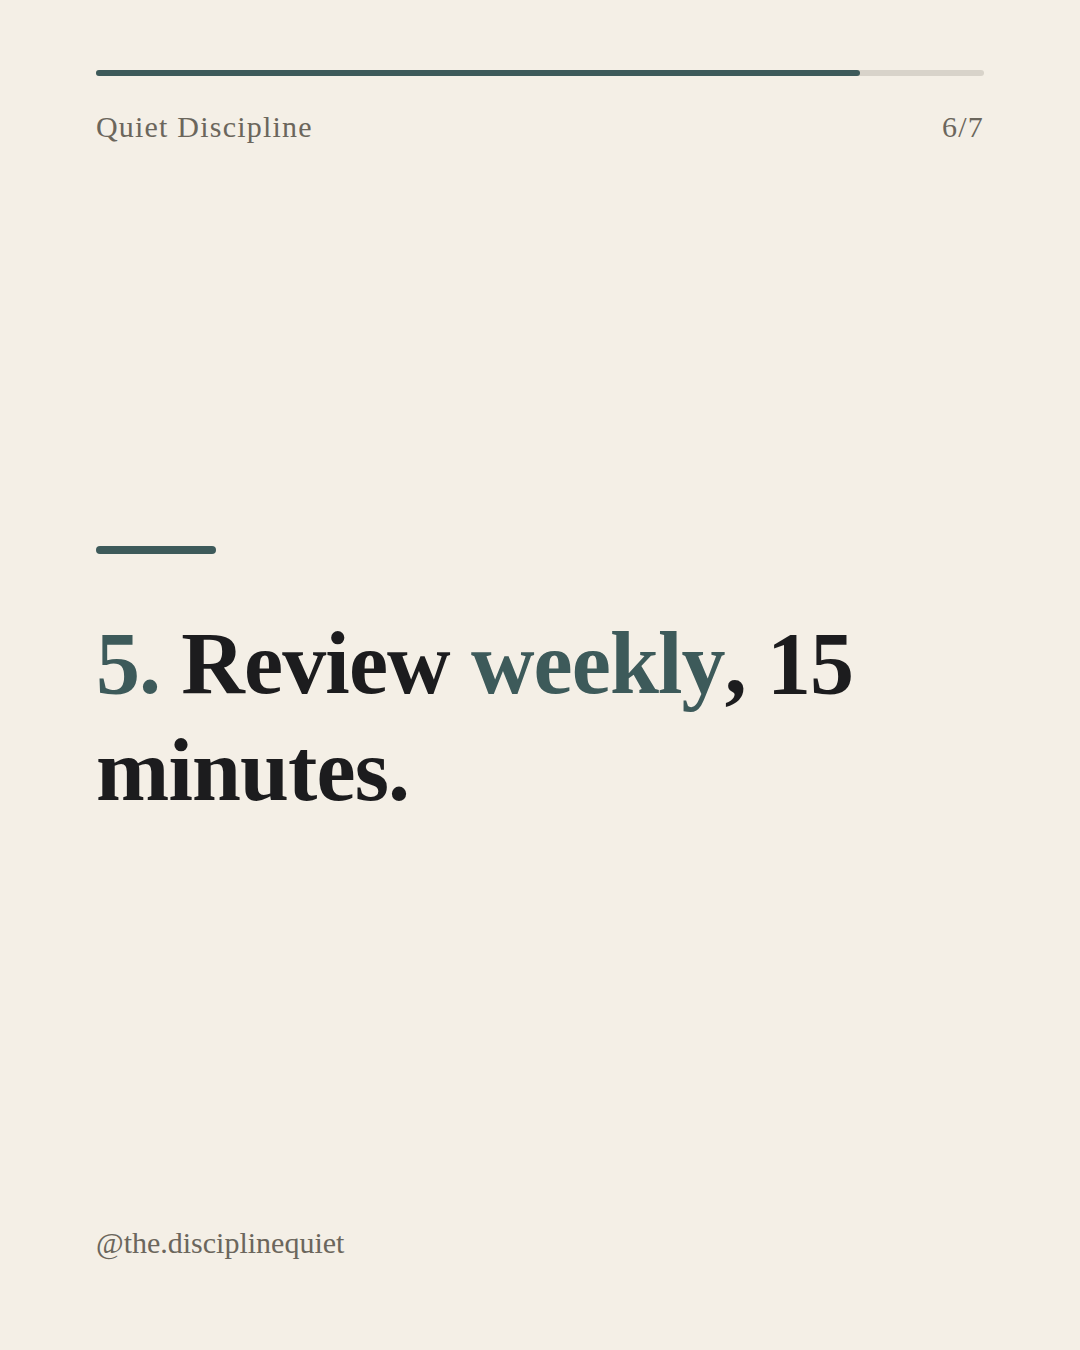 Quiet Discipline
6/7
5. Review weekly, 15
minutes.
@the.disciplinequiet